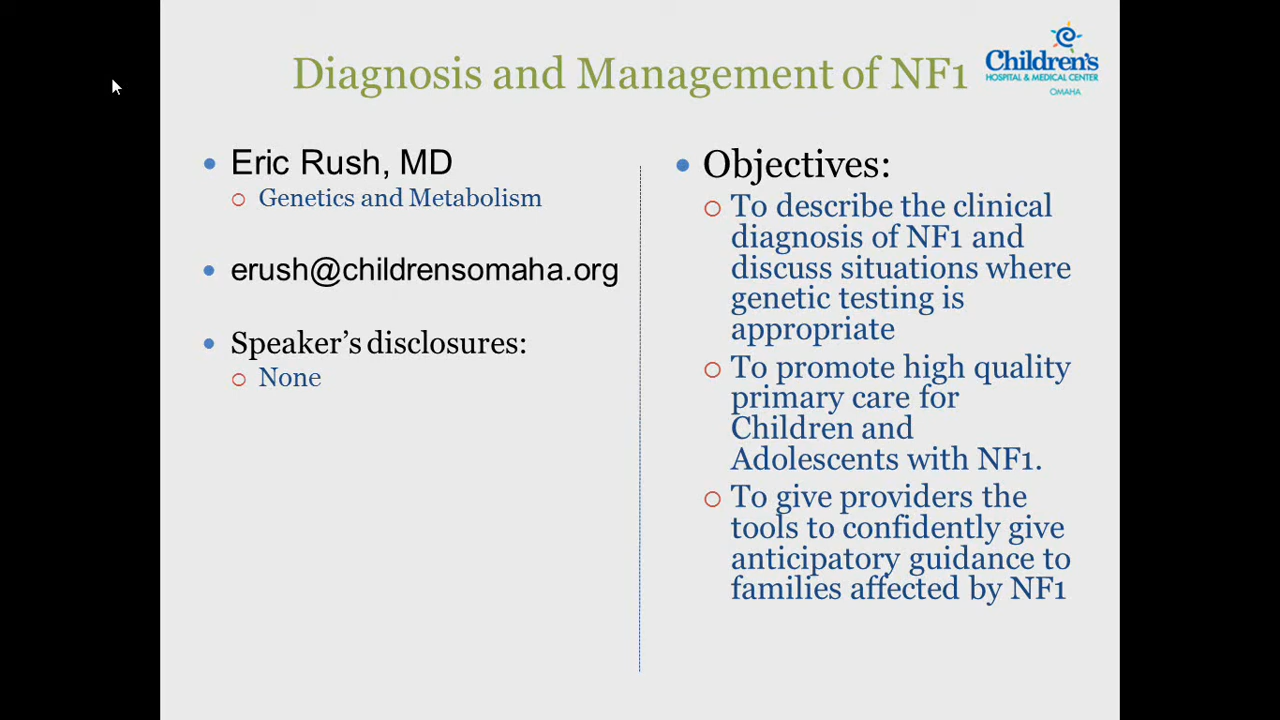 Diagnosis and Management of NF1
Children's
HOSPITAL & MEDICAL CENTER
OMAHA
Eric Rush, MD
Genetics and Metabolism
erush@childrensomaha.org
Speaker’s disclosures:
None
Objectives:
To describe the clinical
diagnosis of NF1 and
discuss situations where
genetic testing is
appropriate
To promote high quality
primary care for
Children and
Adolescents with NF1.
To give providers the
tools to confidently give
anticipatory guidance to
families affected by NF1